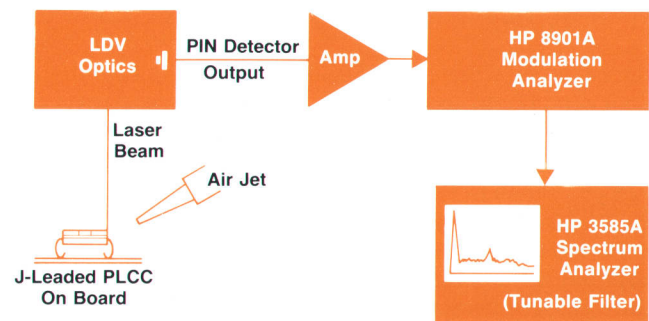 LDV
Optics
PIN Detector
Output
Amp
HP 8901A
Modulation
Analyzer
Laser
Beam
Air Jet
J-Leaded PLCC
On Board
HP 3585A
Spectrum
Analyzer
(Tunable Filter)